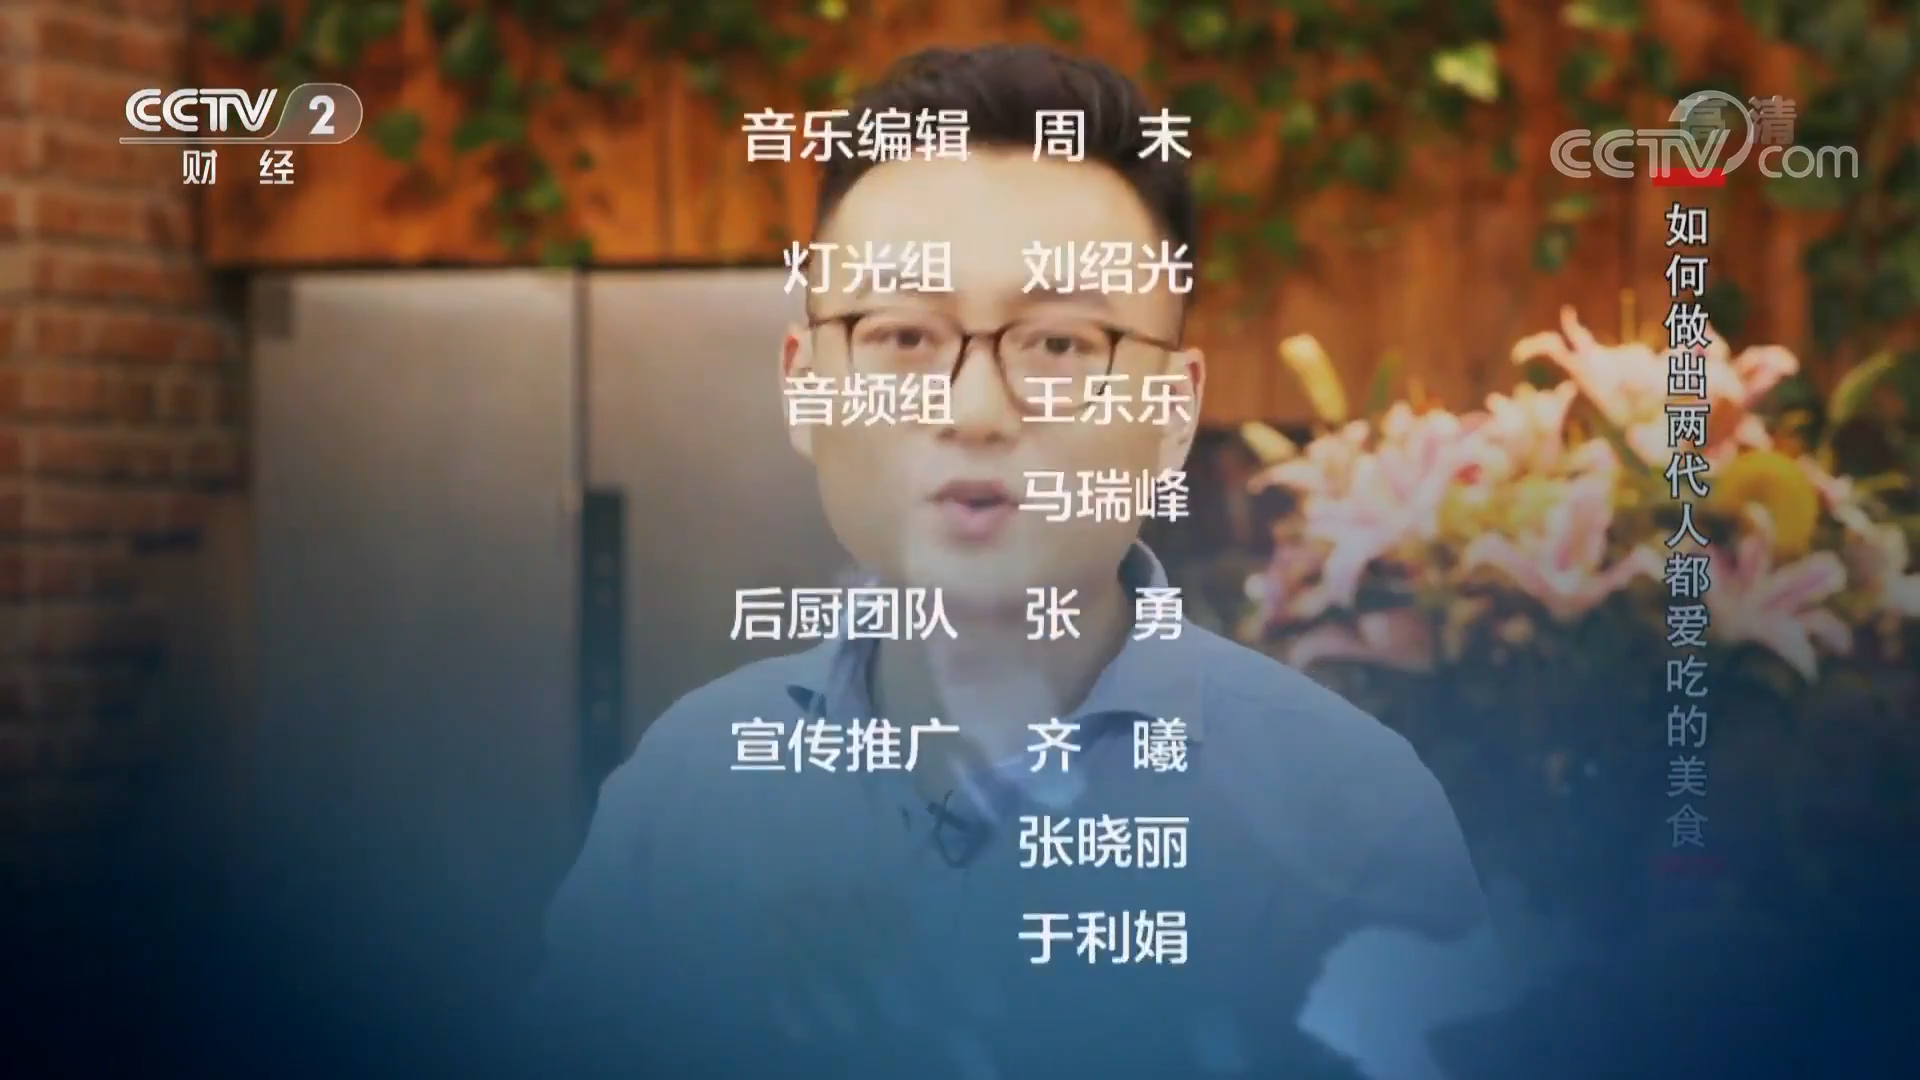 CCTV 2
财 经
高清
CCTV com
音乐编辑 周 末
灯光组 刘绍光
音频组 王乐乐
马瑞峰
后厨团队 张 勇
宣传推广 齐 曦
张晓丽
于利娟
如何做出两代人都爱吃的美食